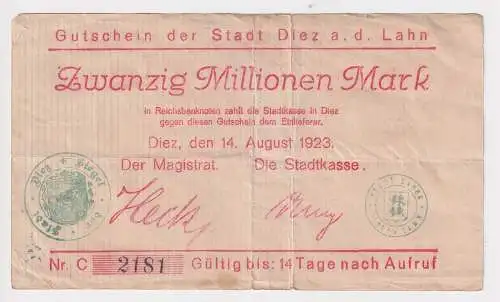 Gutschein der Stadt Diez a. d. Lahn
Zwanzig Millionen Mark
in Reichsbanknoten zahlt die Stadtkasse in Diez
gegen diesen Gutschein dem Einlieferer.
Diez, den 14. August 1923.
Der Magistrat. Die Stadtkasse.
Heck,
Nr. C 2181 Gültig bis: 14 Tage nach Aufruf